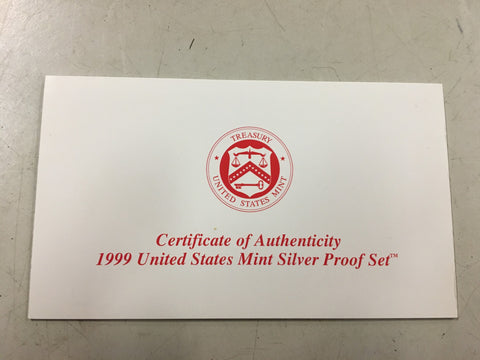 TREASURY
UNITED STATES MINT
Certificate of Authenticity
1999 United States Mint Silver Proof Set™